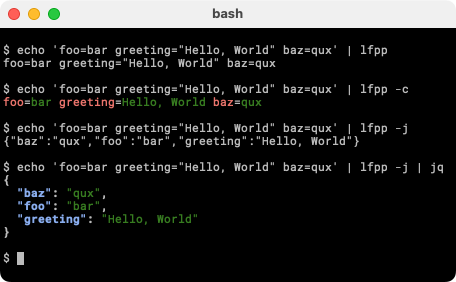 bash
$ echo 'foo=bar greeting="Hello, World" baz=qux' | lfpp
foo=bar greeting="Hello, World" baz=qux
$ echo 'foo=bar greeting="Hello, World" baz=qux' | lfpp -c
foo=bar greeting=Hello, World baz=qux
$ echo 'foo=bar greeting="Hello, World" baz=qux' | lfpp -j
{"baz":"qux","foo":"bar","greeting":"Hello, World"}
$ echo 'foo=bar greeting="Hello, World" baz=qux' | lfpp -j | jq
{
  "baz": "qux",
  "foo": "bar",
  "greeting": "Hello, World"
}
$